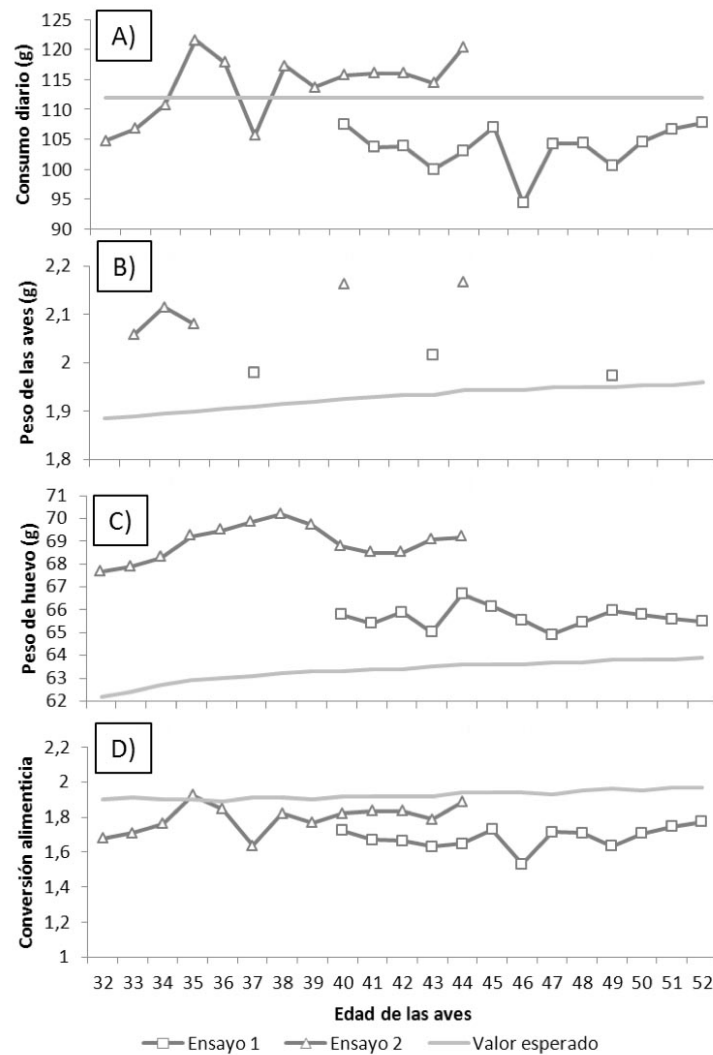 A)
Consumo diario (g)
125
120
115
110
105
100
95
90
B)
Peso de las aves (g)
2,2
2,1
2
1,9
1,8
C)
Peso de huevo (g)
71
70
69
68
67
66
65
64
63
62
D)
Conversión alimenticia
2,2
2
1,8
1,6
1,4
1,2
1
32 33 34 35 36 37 38 39 40 41 42 43 44 45 46 47 48 49 50 51 52
Edad de las aves
Ensayo 1 Ensayo 2 Valor esperado